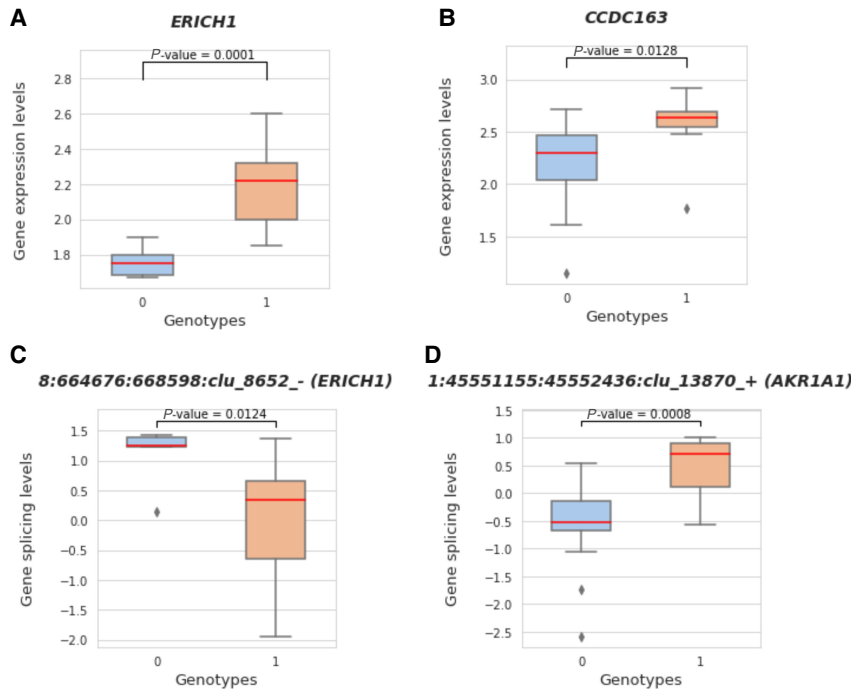 A
ERICH1
P-value = 0.0001
Gene expression levels
2.8
2.6
2.4
2.2
2.0
1.8
0
1
Genotypes
B
CCDC163
P-value = 0.0128
Gene expression levels
3.0
2.5
2.0
1.5
0
1
Genotypes
C
8:664676:668598:clu_8652_- (ERICH1)
P-value = 0.0124
Gene splicing levels
1.5
1.0
0.5
0.0
−0.5
−1.0
−1.5
−2.0
0
1
Genotypes
D
1:45551155:45552436:clu_13870_+ (AKR1A1)
P-value = 0.0008
Gene splicing levels
1.5
1.0
0.5
0.0
−0.5
−1.0
−1.5
−2.0
−2.5
0
1
Genotypes